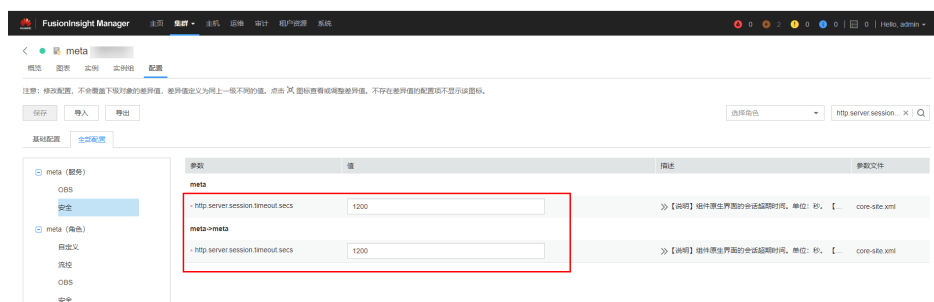 FusionInsight Manager 主页 集群 主机 运维 审计 租户资源 系统 0 2 0 0 0 Hello, admin
meta
概览 图表 实例 实例组 配置
注意：修改配置，不会覆盖下级对象的差异值，差异值定义为同上一级不同的值。点击 图标查看或调整差异值。不存在差异值的配置项不显示该图标。
保存 导入 导出 选择角色 http.server.session...
基础配置 全部配置
参数 值 描述 参数文件
meta（服务）
meta
OBS
安全
http.server.session.timeout.secs 1200 【说明】组件原生界面的会话超期时间。单位：秒。【... core-site.xml
meta（角色）
meta->meta
自定义
http.server.session.timeout.secs 1200 【说明】组件原生界面的会话超期时间。单位：秒。【... core-site.xml
流控
OBS
安全